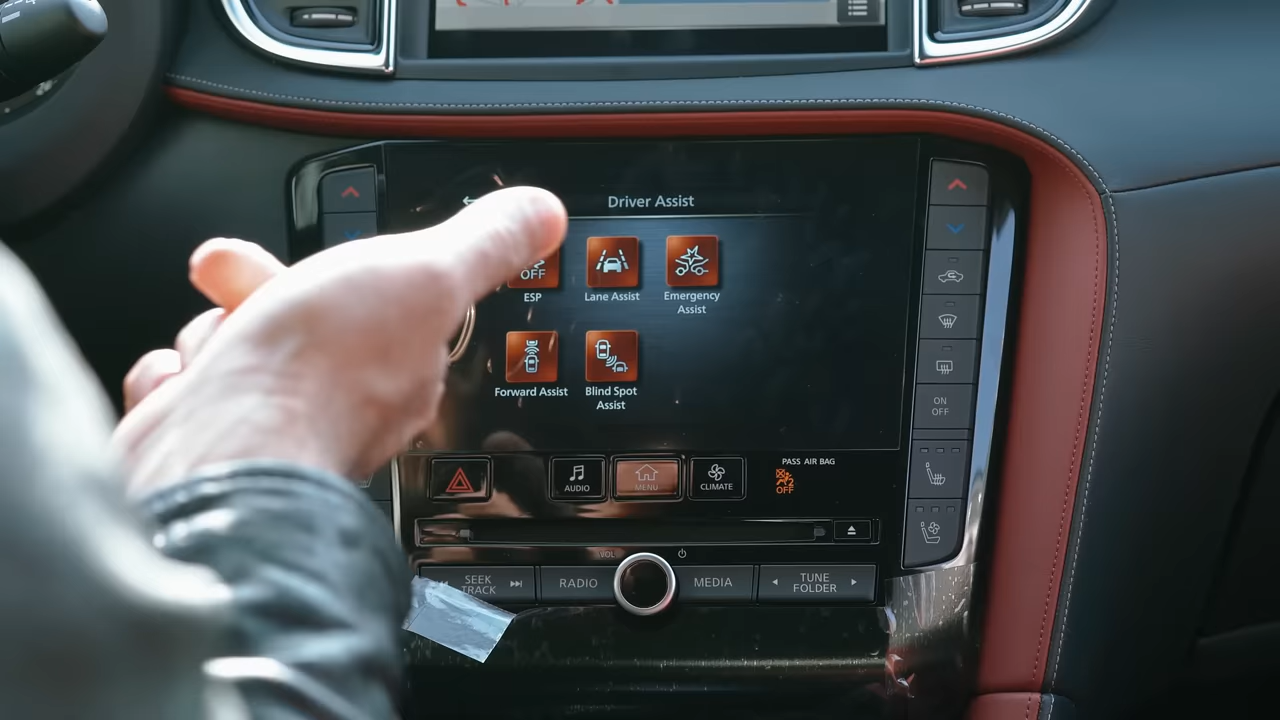 Driver Assist
OFF
ESP
Lane Assist
Emergency
Assist
Forward Assist
Blind Spot
Assist
ON
OFF
PASS AIR BAG
2
OFF
AUDIO
MENU
CLIMATE
VOL
SEEK
TRACK
RADIO
MEDIA
TUNE
FOLDER